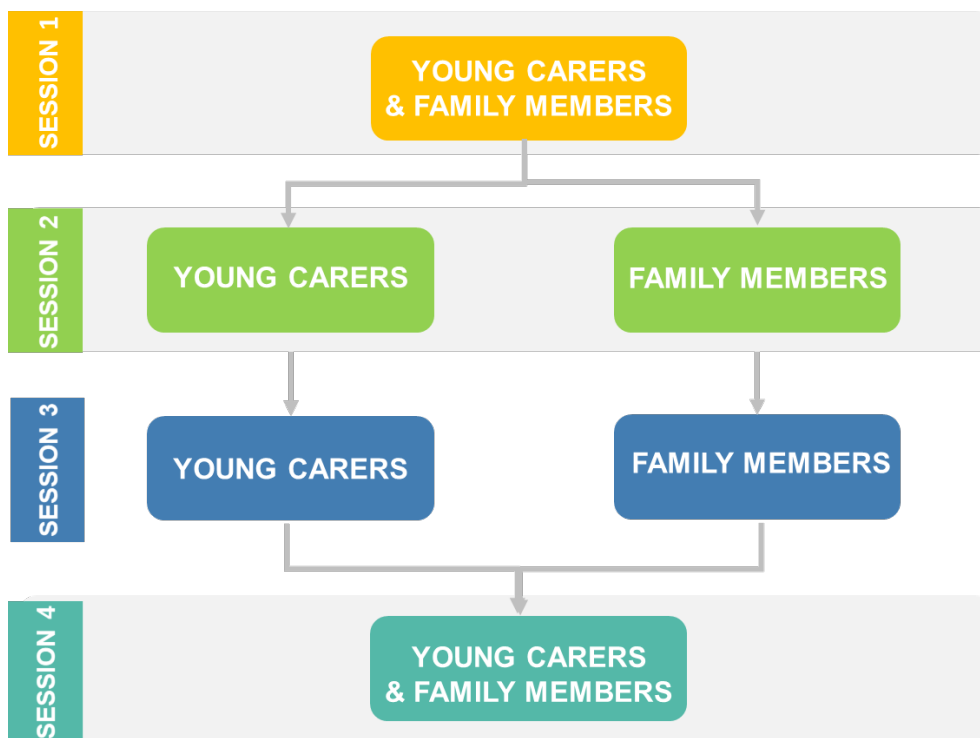 SESSION 1
YOUNG CARERS
& FAMILY MEMBERS
SESSION 2
YOUNG CARERS
FAMILY MEMBERS
SESSION 3
YOUNG CARERS
FAMILY MEMBERS
SESSION 4
YOUNG CARERS
& FAMILY MEMBERS